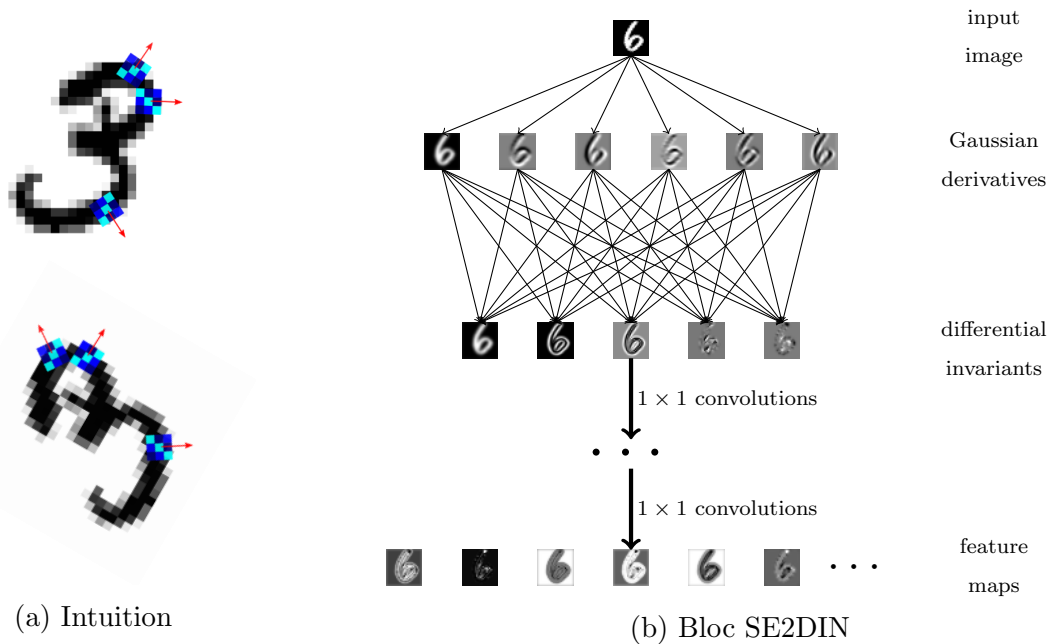 input
image
Gaussian
derivatives
differential
invariants
1 × 1 convolutions
• • •
1 × 1 convolutions
feature
maps
• • •
(a) Intuition
(b) Bloc SE2DIN